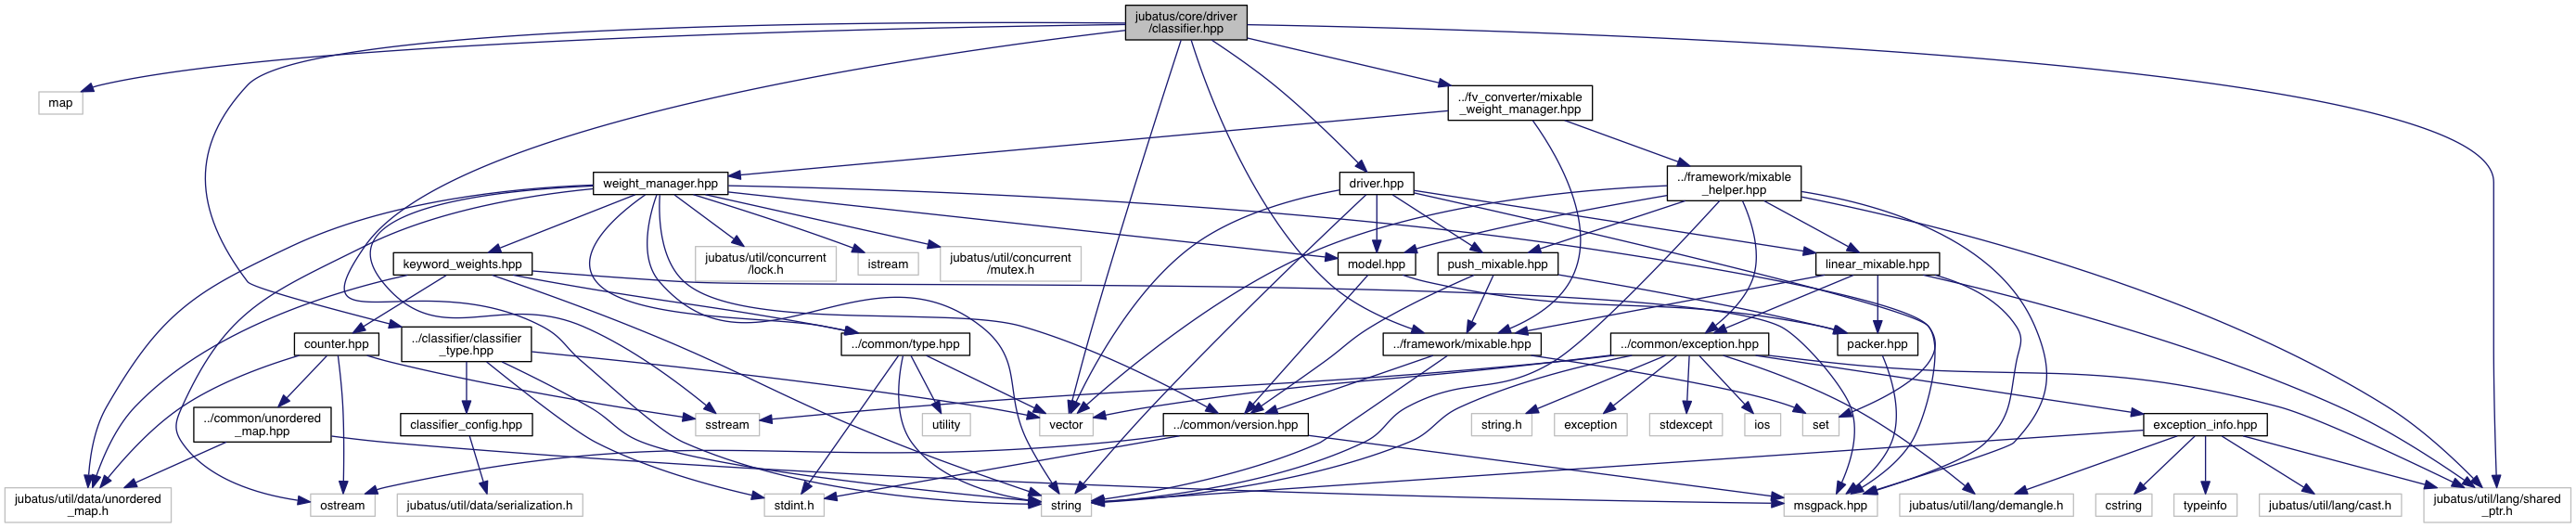 jubatus/core/driver
/classifier.hpp
map
../fv_converter/mixable
_weight_manager.hpp
weight_manager.hpp
driver.hpp
../framework/mixable
_helper.hpp
keyword_weights.hpp
jubatus/util/concurrent
/lock.h
istream
jubatus/util/concurrent
/mutex.h
model.hpp
push_mixable.hpp
linear_mixable.hpp
counter.hpp
../classifier/classifier
_type.hpp
../common/type.hpp
../framework/mixable.hpp
../common/exception.hpp
packer.hpp
../common/unordered
_map.hpp
classifier_config.hpp
sstream
utility
vector
../common/version.hpp
string.h
exception
stdexcept
ios
set
exception_info.hpp
jubatus/util/data/unordered
_map.h
ostream
jubatus/util/data/serialization.h
stdint.h
string
msgpack.hpp
jubatus/util/lang/demangle.h
cstring
typeinfo
jubatus/util/lang/cast.h
jubatus/util/lang/shared
_ptr.h